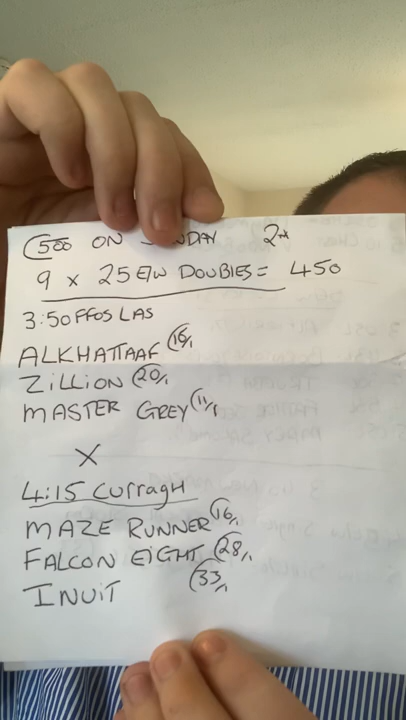 500 ON
9 x 25 E/W DOUBLES = 450
3:50 FFOS LAS
ALKHATTAAF 16/1
ZILLION 20/1
MASTER GREY 11/1
X
4:15 CURRAGH
MAZE RUNNER 16/1
FALCON EIGHT 28/1
INUIT 33/1